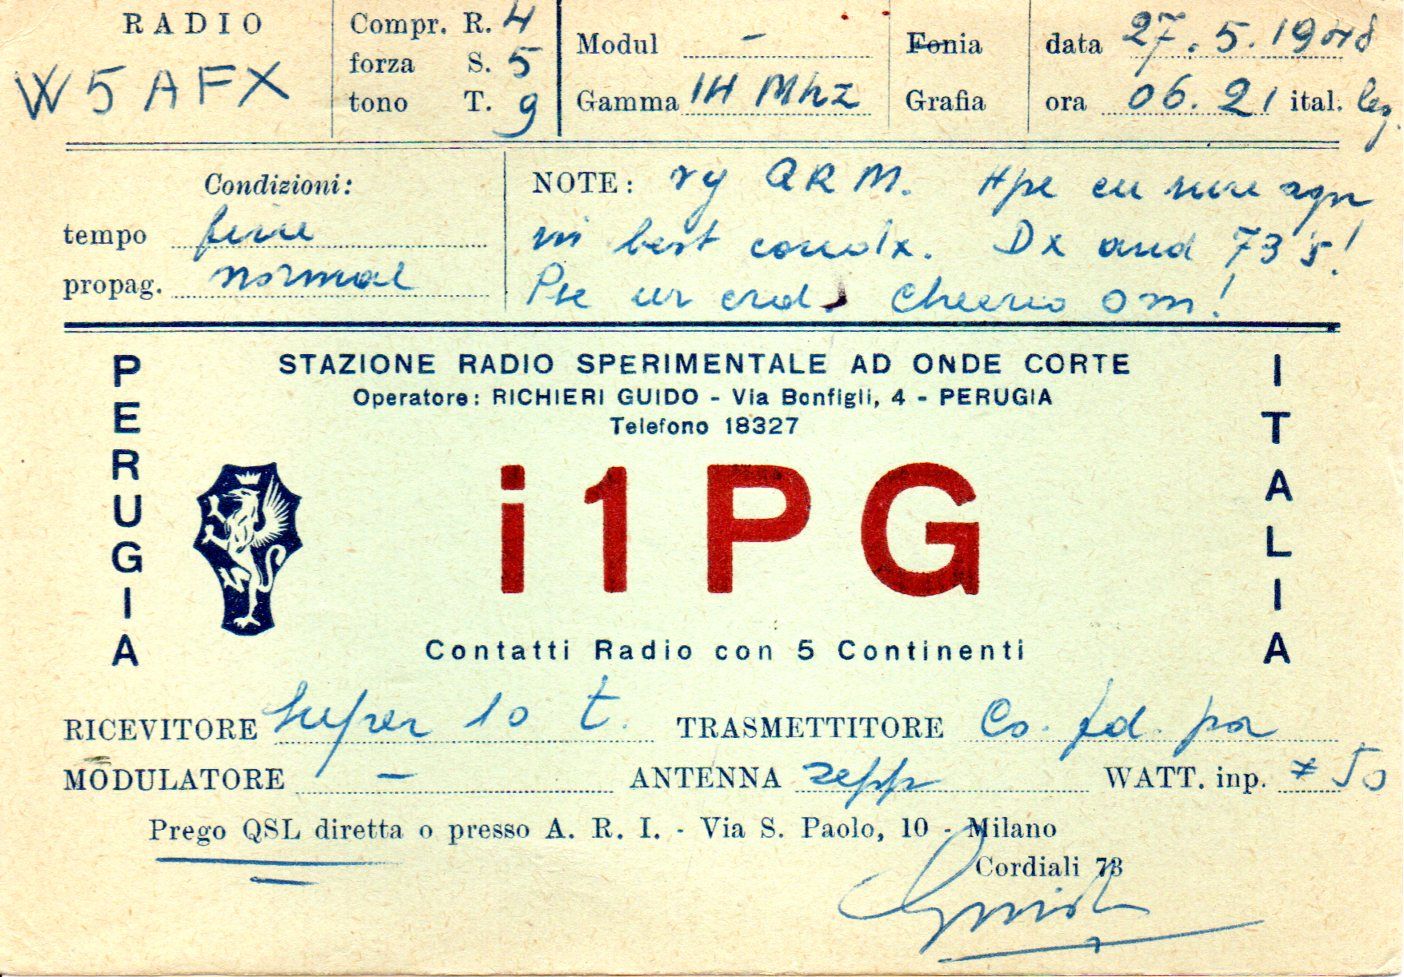 RADIO
W5AFX
Compr. R. 4
forza S. 5
tono T. 9
Modul –
Gamma 14 Mhz
Fonia
Grafia
data 27.5.1948
ora 06.21 ital. leg.
Condizioni:
tempo fine
propag. normal
NOTE: vy QRM. Hpe cu sure agn
in best condx. Dx and 73's!
Pse ur crd. Cheerio om!
PERUGIA
ITALIA
STAZIONE RADIO SPERIMENTALE AD ONDE CORTE
Operatore: RICHIERI GUIDO - Via Bonfigli, 4 - PERUGIA
Telefono 18327
i1PG
Contatti Radio con 5 Continenti
RICEVITORE Super 10 t. TRASMETTITORE Co. fd. pa
MODULATORE – ANTENNA zepp WATT. inp. 50
Prego QSL diretta o presso A. R. I. - Via S. Paolo, 10 - Milano
Cordiali 73
Guido